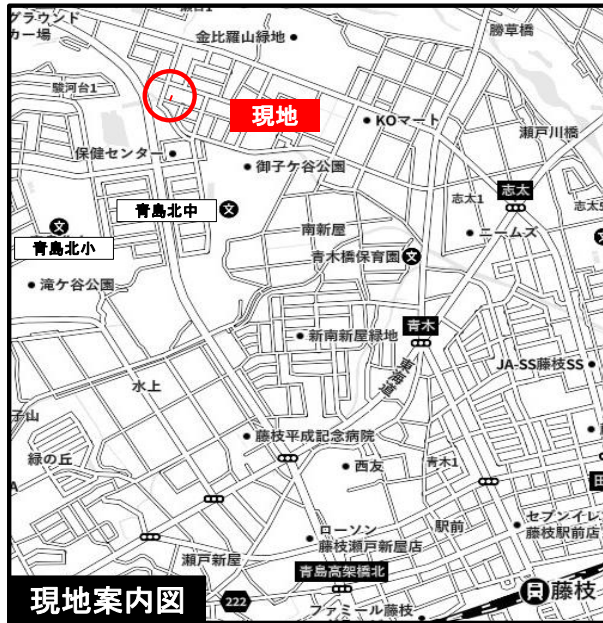 グラウンド
カー場
金比羅山緑地
勝草橋
駿河台1
現地
KOマート
瀬戸川橋
保健センター
御子ケ谷公園
志太
志太1
青島北中
文
文
南新屋
ニームズ
青島北小
青木橋保育園
文
滝ケ谷公園
青木
新南新屋緑地
東海道
JA-SS藤枝SS
水上
藤枝平成記念病院
緑の丘
西友
青木1
セブンイレ
藤枝駅前店
駅前
ローソン
藤枝瀬戸新屋店
瀬戸新屋
青島高架橋北
藤枝
現地案内図
222
ファミール藤枝